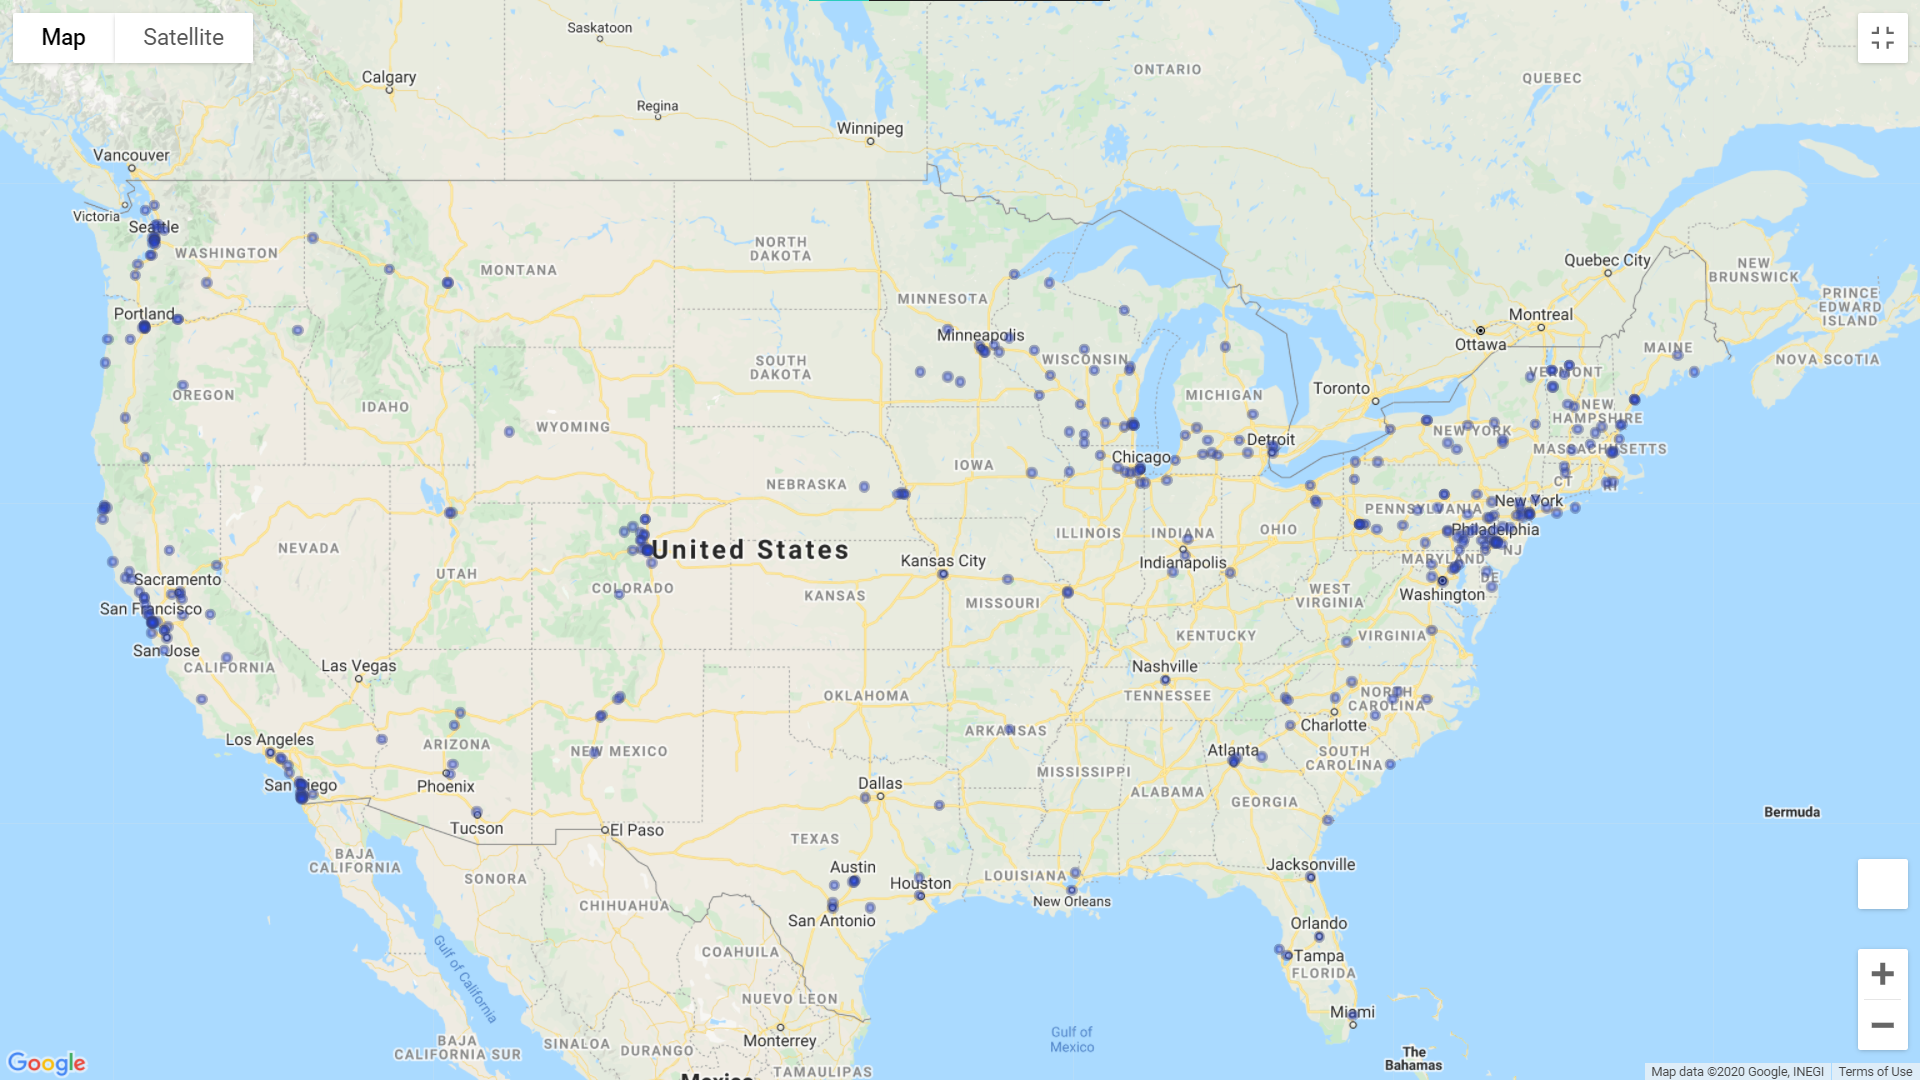 Map
Satellite
Saskatoon
Calgary
Regina
ONTARIO
QUEBEC
Winnipeg
Vancouver
Victoria
Seattle
WASHINGTON
MONTANA
NORTH
DAKOTA
MINNESOTA
Quebec City
NEW
BRUNSWICK
PRINCE
EDWARD
ISLAND
Portland
Minneapolis
WISCONSIN
Montreal
Ottawa
MAINE
NOVA SCOTIA
SOUTH
DAKOTA
VERMONT
Toronto
OREGON
IDAHO
WYOMING
MICHIGAN
NEW
HAMPSHIRE
NEW YORK
Detroit
MASSACHUSETTS
Chicago
IOWA
NEBRASKA
CT
RI
PENNSYLVANIA
New York
Philadelphia
NJ
NEVADA
United States
ILLINOIS
INDIANA
OHIO
MARYLAND
DE
UTAH
COLORADO
Kansas City
Indianapolis
Sacramento
San Francisco
KANSAS
MISSOURI
WEST
VIRGINIA
Washington
San Jose
CALIFORNIA
Las Vegas
KENTUCKY
VIRGINIA
Nashville
TENNESSEE
OKLAHOMA
NORTH
CAROLINA
Charlotte
Los Angeles
ARIZONA
NEW MEXICO
ARKANSAS
Atlanta
SOUTH
CAROLINA
San Diego
Phoenix
Dallas
MISSISSIPPI
ALABAMA
GEORGIA
Bermuda
Tucson
El Paso
TEXAS
BAJA
CALIFORNIA
SONORA
Austin
Houston
LOUISIANA
Jacksonville
CHIHUAHUA
San Antonio
New Orleans
Orlando
Gulf of California
COAHUILA
Tampa
FLORIDA
NUEVO LEON
Miami
Gulf of
Mexico
BAJA
CALIFORNIA SUR
SINALOA
DURANGO
Monterrey
The
Bahamas
TAMAULIPAS
Mexico
Google
Map data ©2020 Google, INEGI
Terms of Use